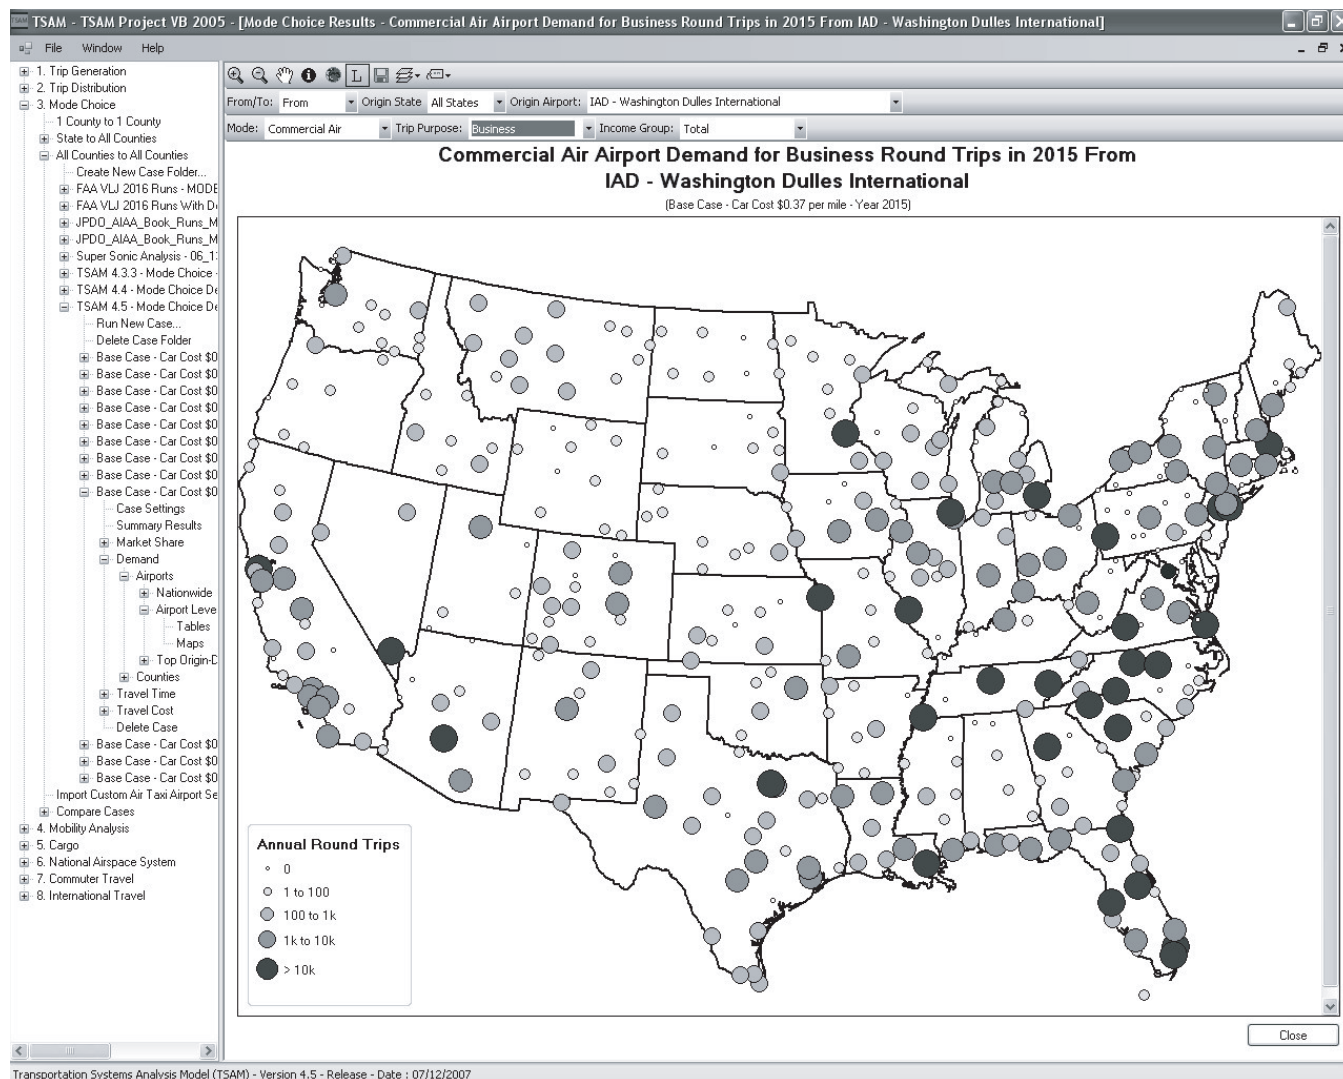 TSAM - TSAM Project VB 2005 - [Mode Choice Results - Commercial Air Airport Demand for Business Round Trips in 2015 From IAD - Washington Dulles International]
File Window Help
1. Trip Generation
2. Trip Distribution
3. Mode Choice
1 County to 1 County
State to All Counties
All Counties to All Counties
Create New Case Folder...
FAA VLJ 2016 Runs - MODE
FAA VLJ 2016 Runs With De
JPDO_AIAA_Book_Runs_M
JPDO_AIAA_Book_Runs_M
Super Sonic Analysis - 06_1
TSAM 4.3.3 - Mode Choice -
TSAM 4.4 - Mode Choice De
TSAM 4.5 - Mode Choice De
Run New Case...
Delete Case Folder
Base Case - Car Cost $0
Base Case - Car Cost $0
Base Case - Car Cost $0
Base Case - Car Cost $0
Base Case - Car Cost $0
Base Case - Car Cost $0
Base Case - Car Cost $0
Base Case - Car Cost $0
Base Case - Car Cost $0
Case Settings
Summary Results
Market Share
Demand
Airports
Nationwide
Airport Leve
Tables
Maps
Top Origin-D
Counties
Travel Time
Travel Cost
Delete Case
Base Case - Car Cost $0
Base Case - Car Cost $0
Base Case - Car Cost $0
Import Custom Air Taxi Airport Se
Compare Cases
4. Mobility Analysis
5. Cargo
6. National Airspace System
7. Commuter Travel
8. International Travel
L
From/To: From Origin State All States Origin Airport: IAD - Washington Dulles International
Mode: Commercial Air Trip Purpose: Business Income Group: Total
Commercial Air Airport Demand for Business Round Trips in 2015 From
IAD - Washington Dulles International
(Base Case - Car Cost $0.37 per mile - Year 2015)
Annual Round Trips
0
1 to 100
100 to 1k
1k to 10k
> 10k
Close
Transportation Systems Analysis Model (TSAM) - Version 4.5 - Release - Date : 07/12/2007